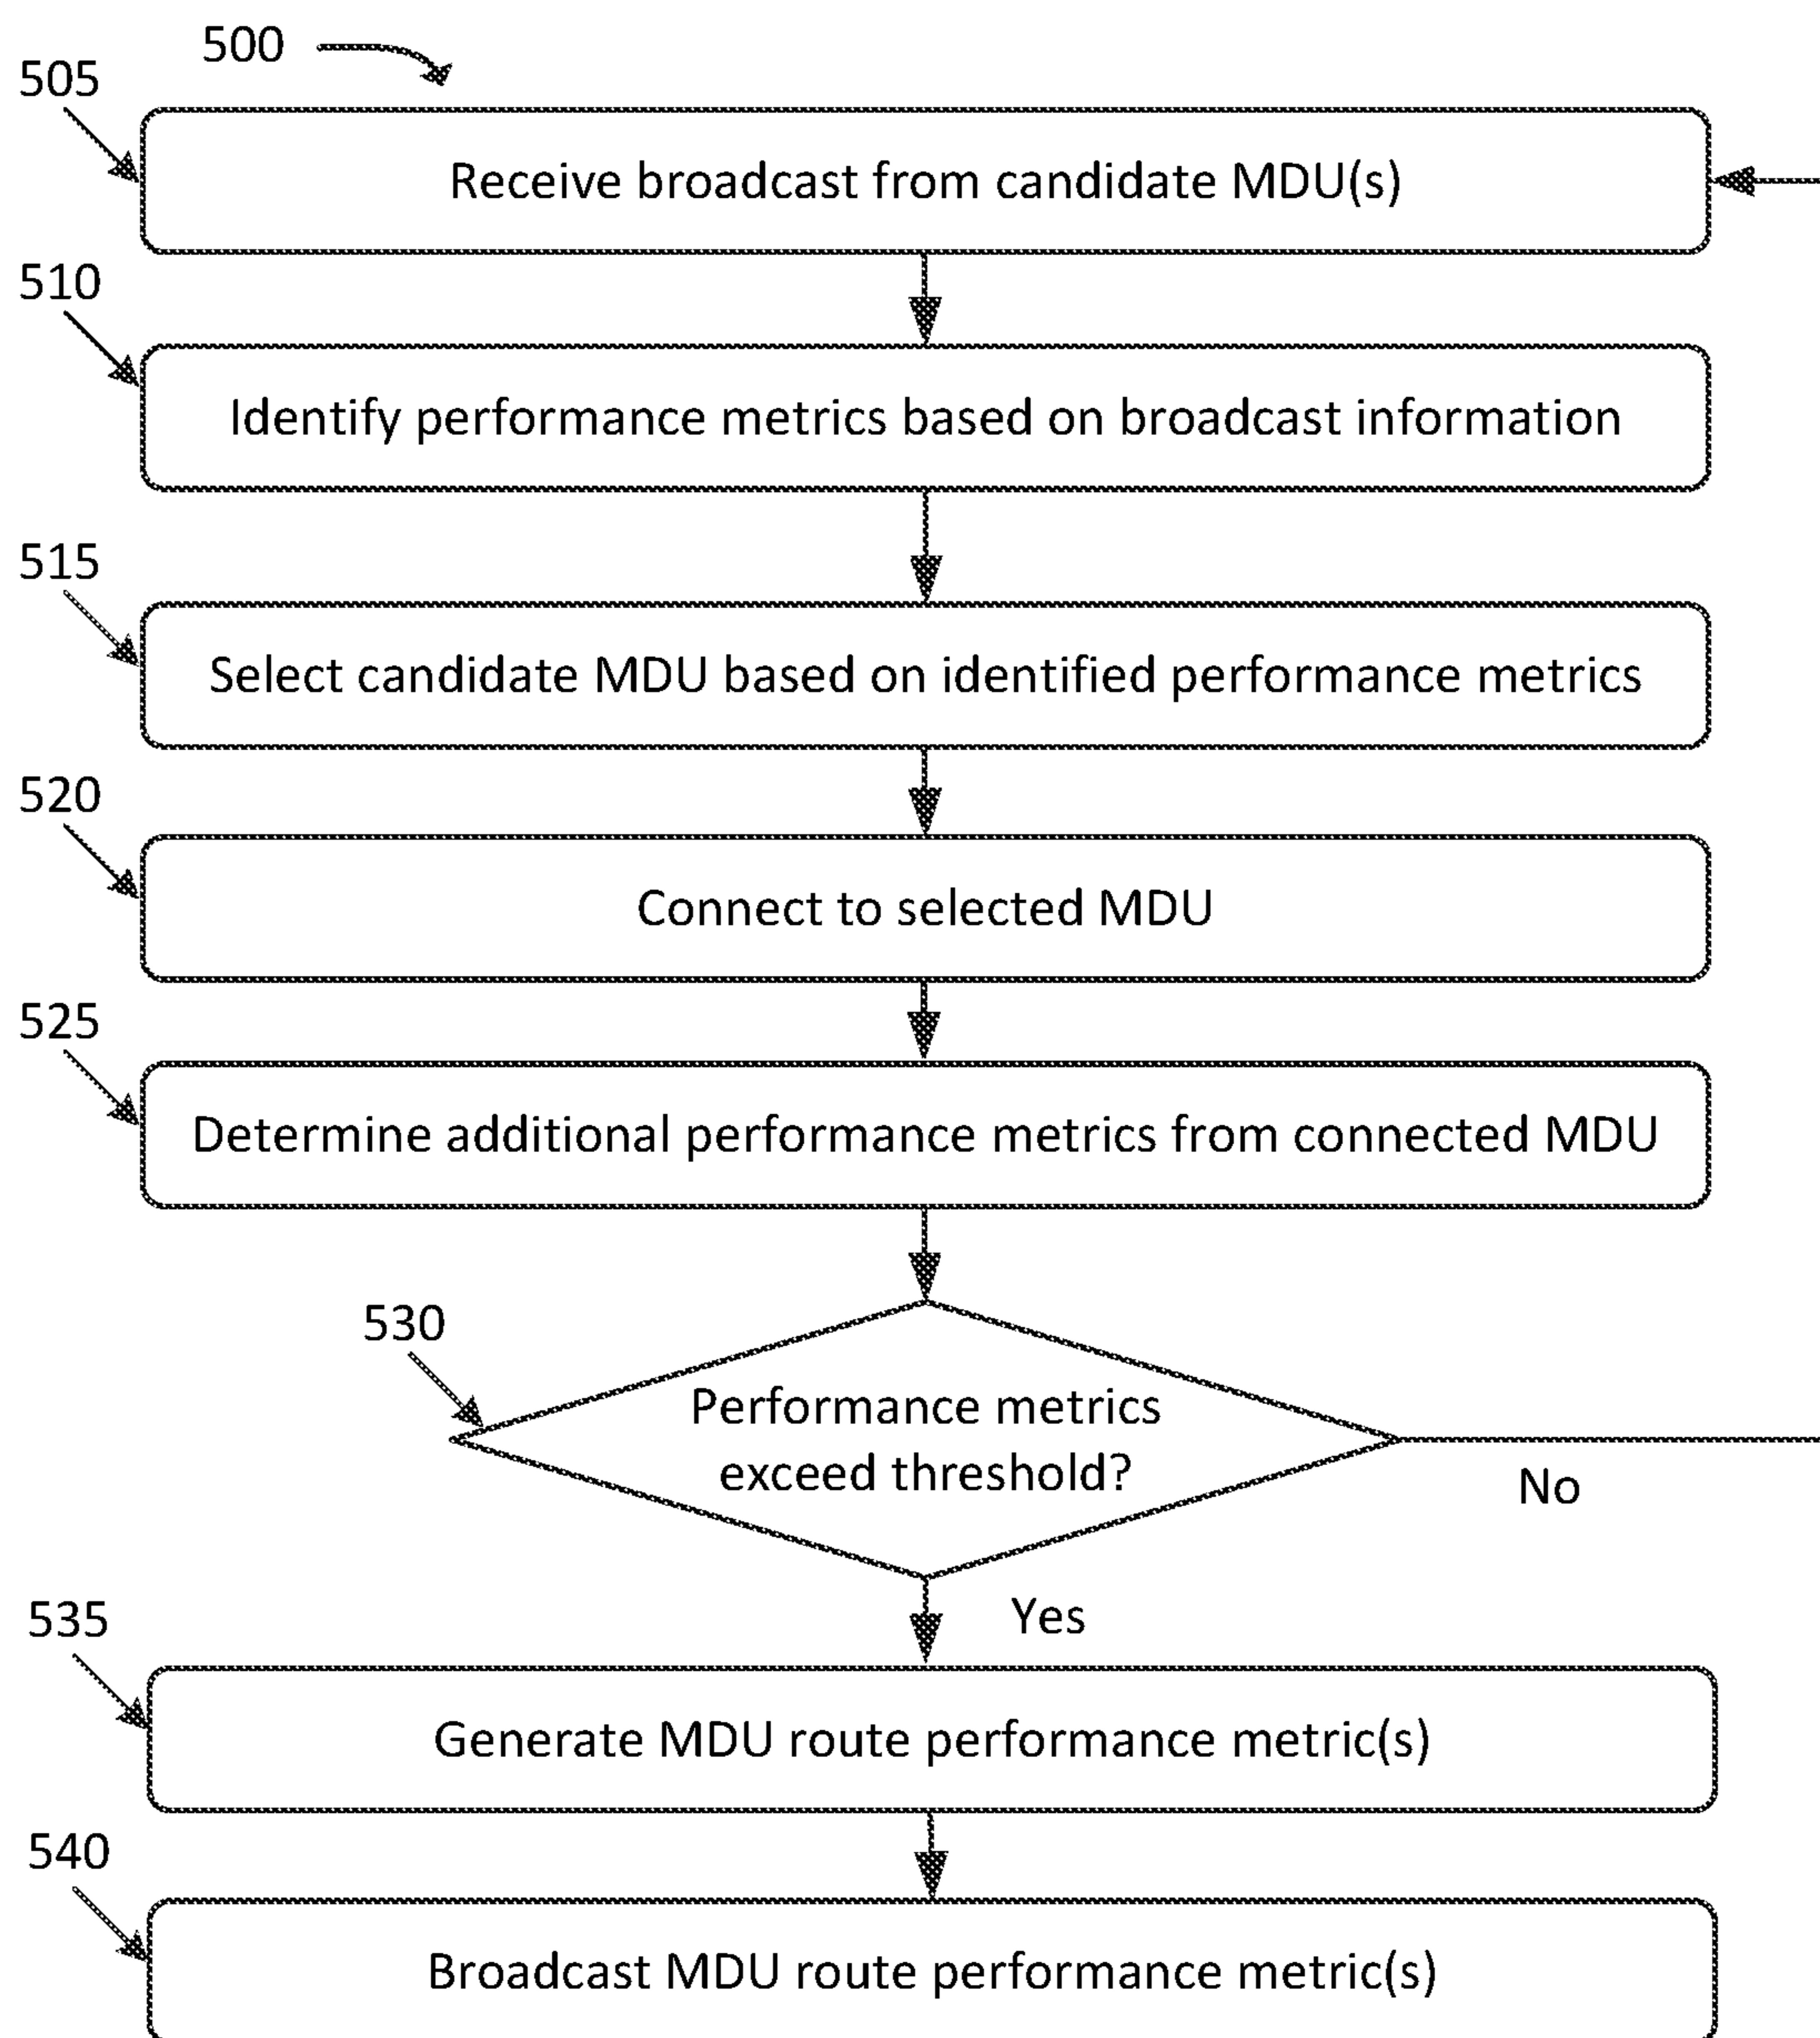 500
505
Receive broadcast from candidate MDU(s)
510
Identify performance metrics based on broadcast information
515
Select candidate MDU based on identified performance metrics
520
Connect to selected MDU
525
Determine additional performance metrics from connected MDU
530
Performance metrics
exceed threshold?
No
Yes
535
Generate MDU route performance metric(s)
540
Broadcast MDU route performance metric(s)